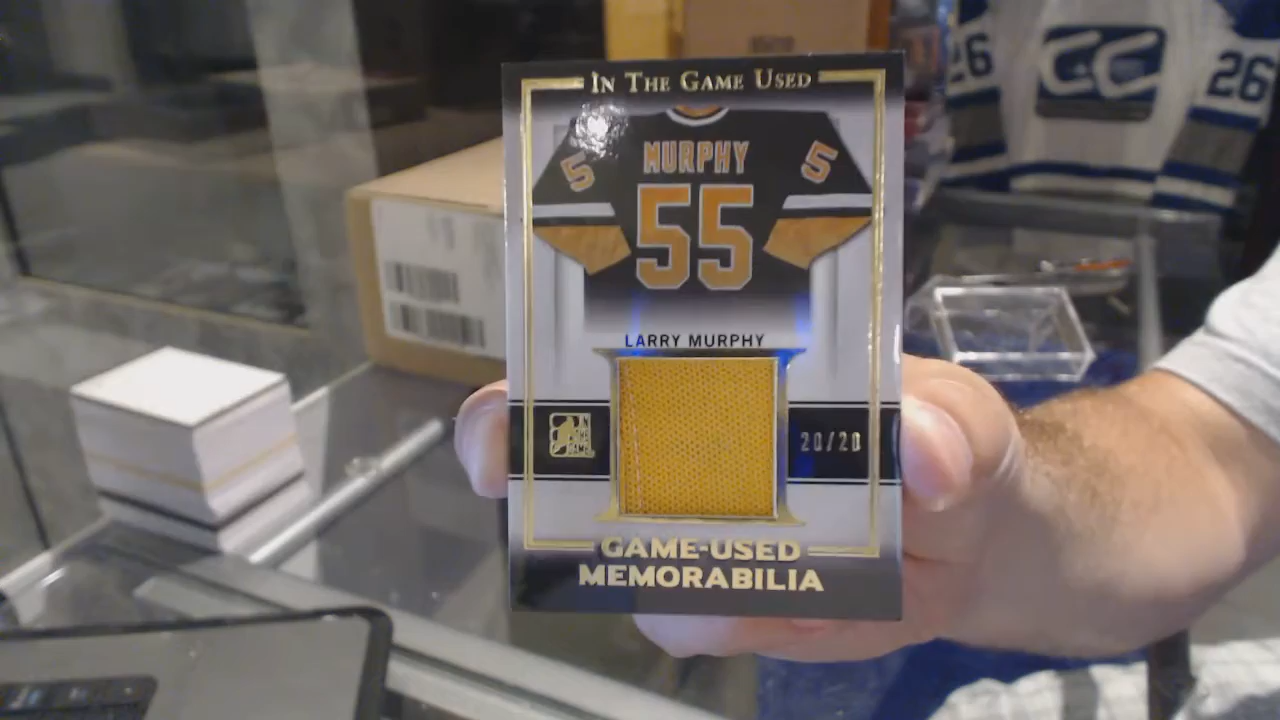 IN THE GAME USED
MURPHY
5
5
55
LARRY MURPHY
20/20
GAME-USED
MEMORABILIA
26
26